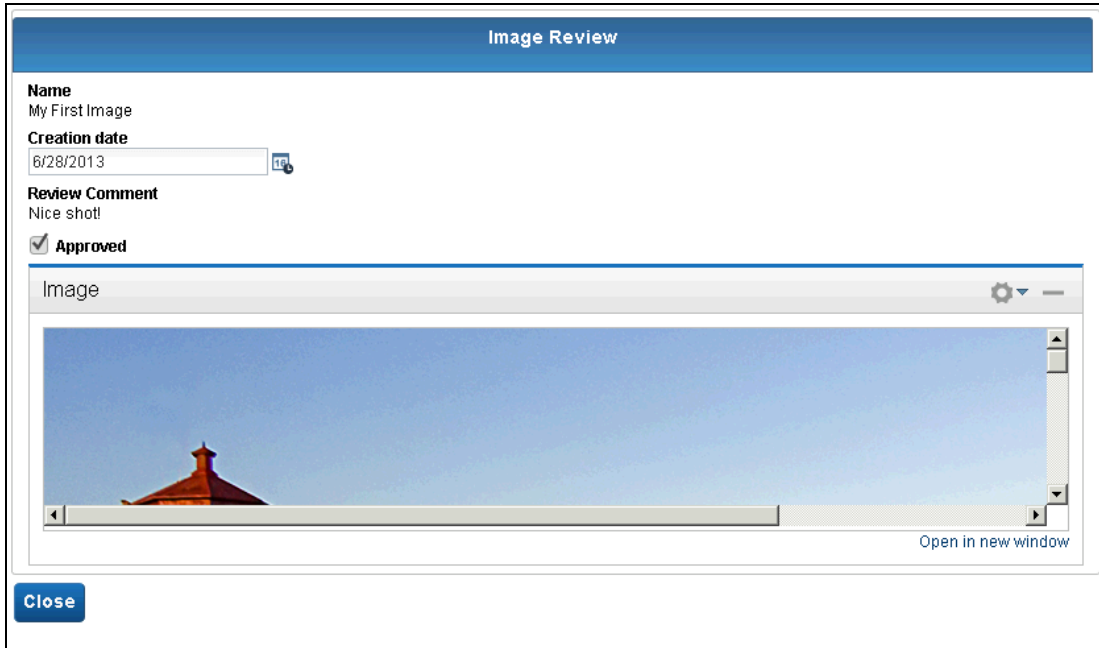 Image Review
Name
My First Image
Creation date
6/28/2013
16
Review Comment
Nice shot!
Approved
Image
Open in new window
Close